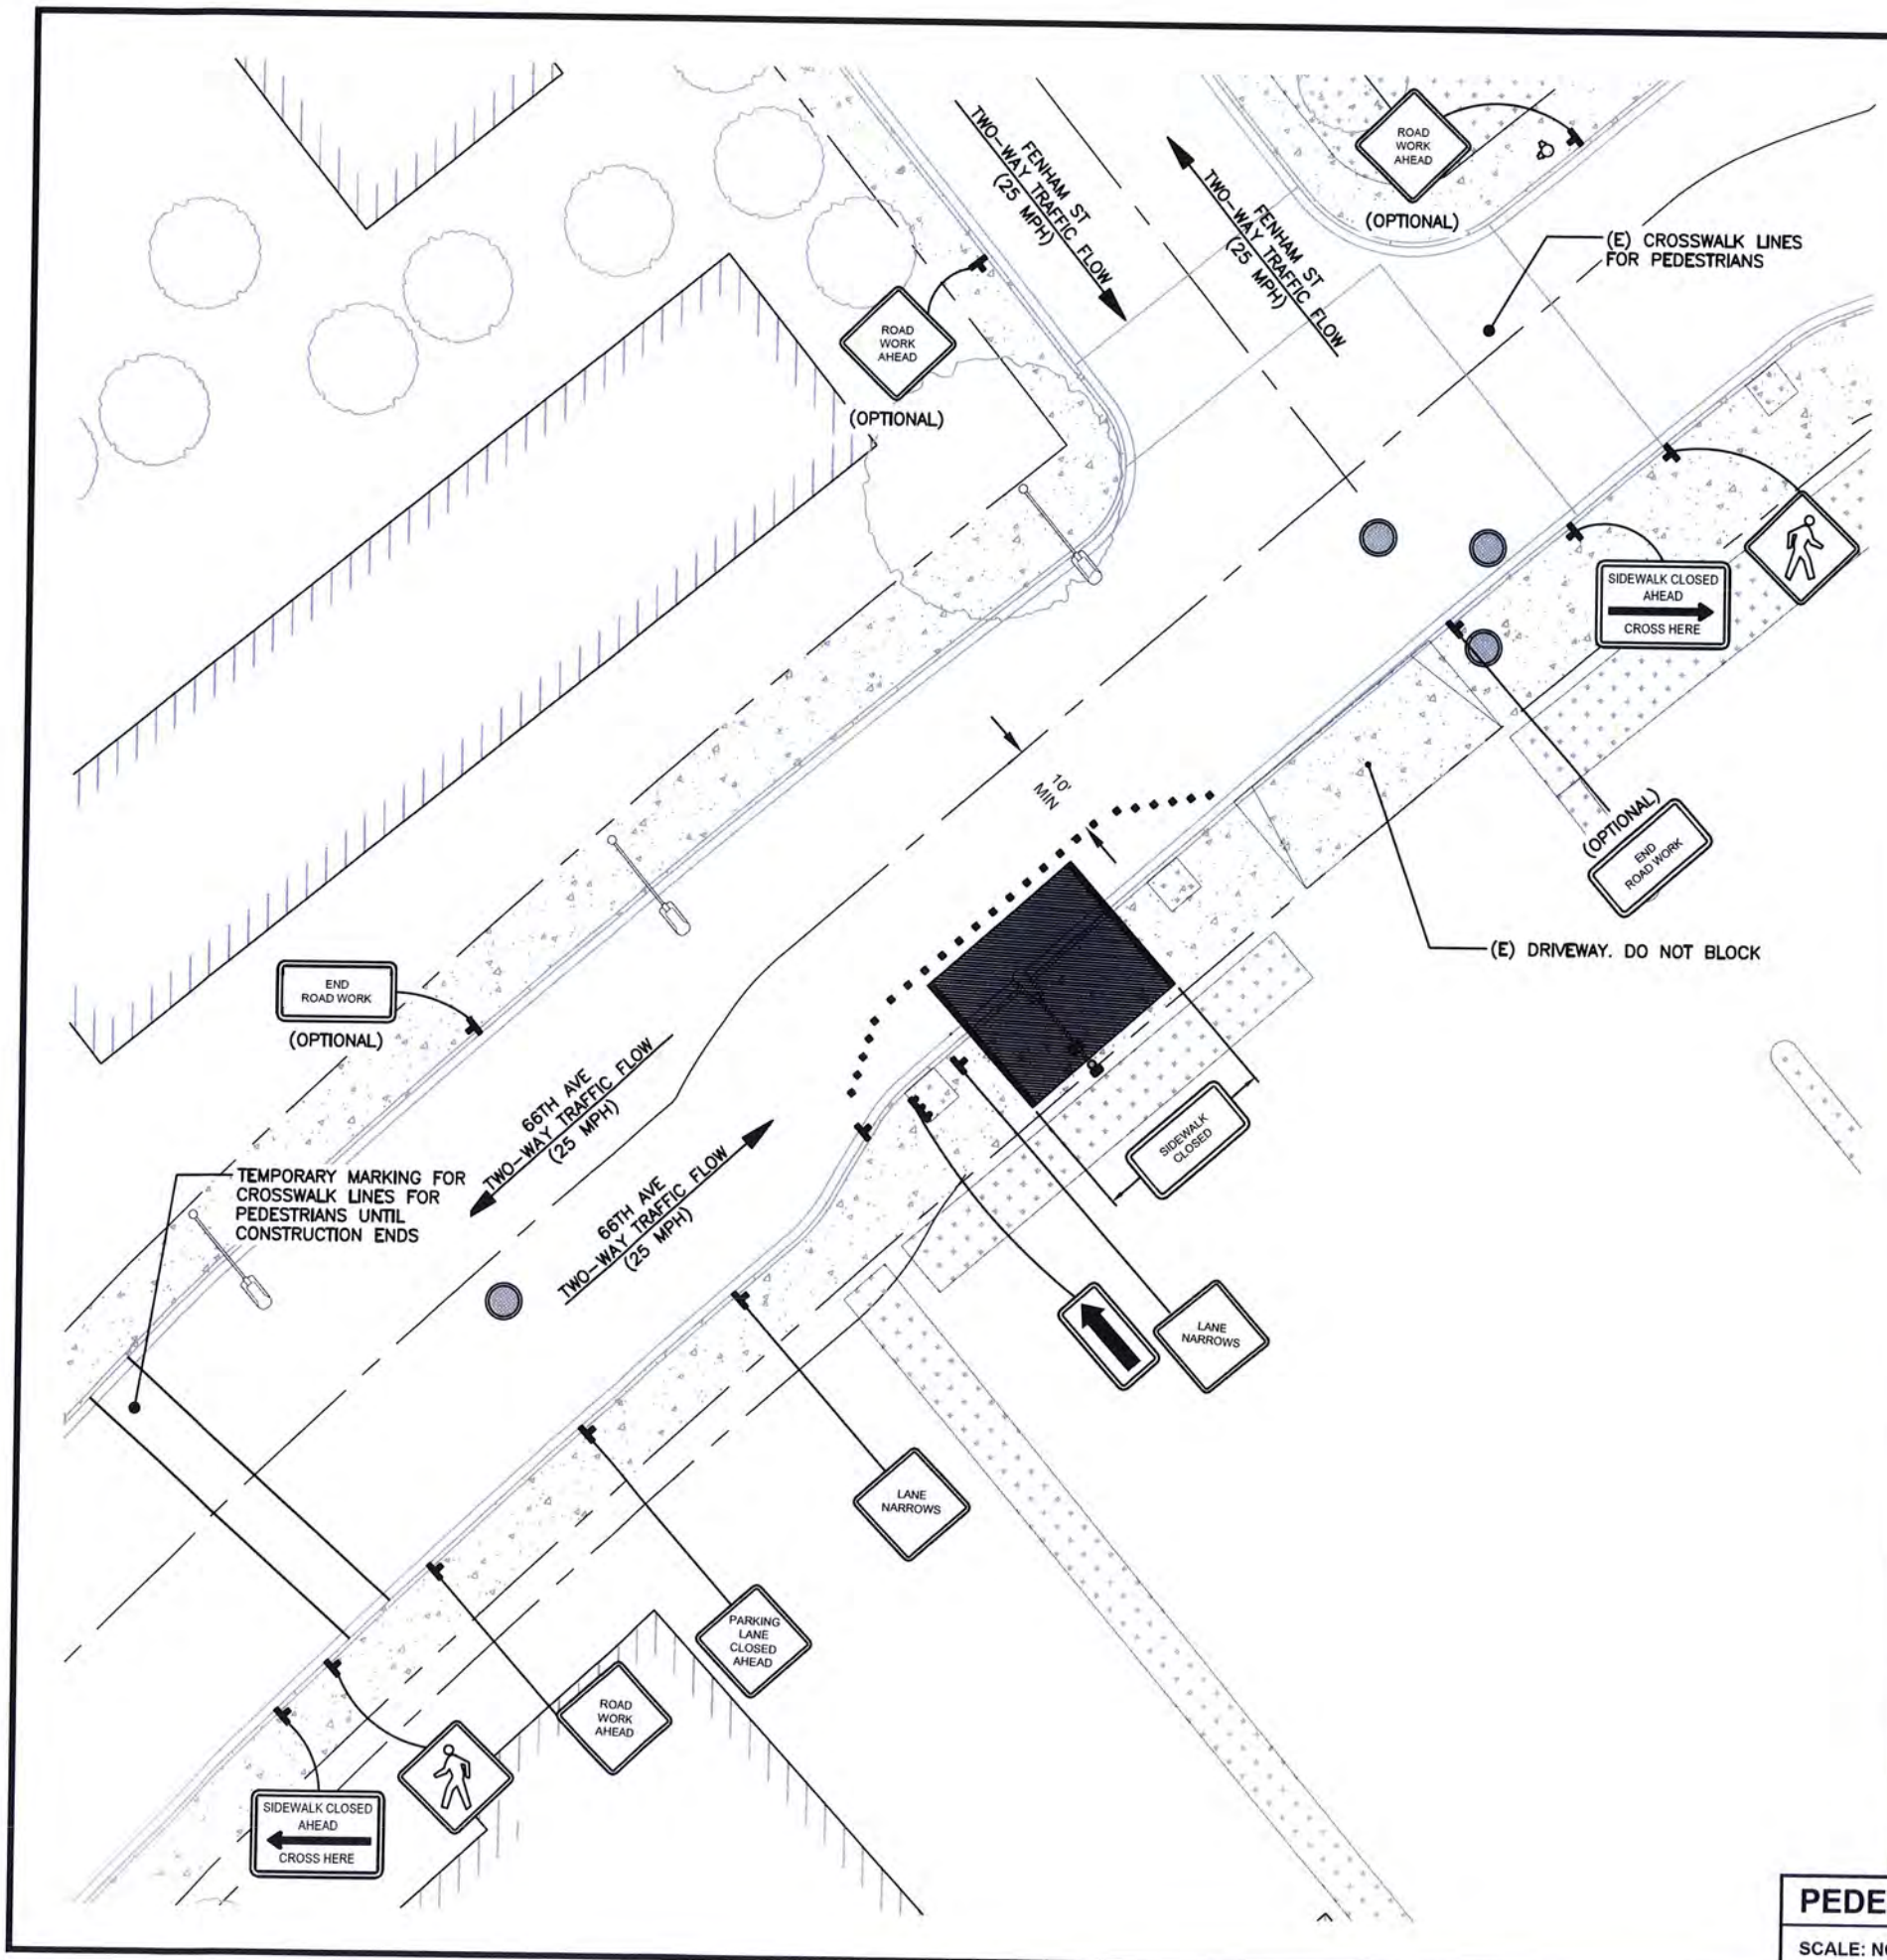 FENHAM ST
TWO-WAY TRAFFIC FLOW
(25 MPH)
FENHAM ST
TWO-WAY TRAFFIC FLOW
(25 MPH)
ROAD
WORK
AHEAD
(OPTIONAL)
(E) CROSSWALK LINES
FOR PEDESTRIANS
ROAD
WORK
AHEAD
(OPTIONAL)
SIDEWALK CLOSED
AHEAD
CROSS HERE
10'
MIN
(OPTIONAL)
END
ROAD WORK
(E) DRIVEWAY. DO NOT BLOCK
END
ROAD WORK
(OPTIONAL)
66TH AVE
TWO-WAY TRAFFIC FLOW
(25 MPH)
66TH AVE
TWO-WAY TRAFFIC FLOW
(25 MPH)
SIDEWALK
CLOSED
TEMPORARY MARKING FOR
CROSSWALK LINES FOR
PEDESTRIANS UNTIL
CONSTRUCTION ENDS
LANE
NARROWS
LANE
NARROWS
PARKING
LANE
CLOSED
AHEAD
ROAD
WORK
AHEAD
SIDEWALK CLOSED
AHEAD
CROSS HERE
PEDE
SCALE: N